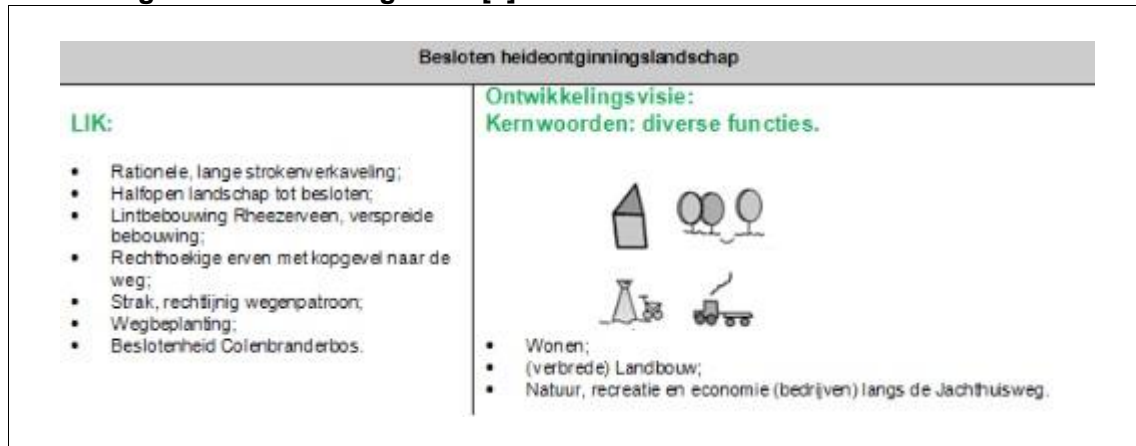 Besloten heideontginningslandschap
LIK:
• Rationele, lange strokenverkaveling;
• Halfopen landschap tot besloten;
• Lintbebouwing Rheezerveen, verspreide
bebouwing;
• Rechthoekige erven met kopgevel naar de
weg;
• Strak, rechtlijnig wegenpatroon;
• Wegbeplanting;
• Beslotenheid Colenbranderbos.
Ontwikkelingsvisie:
Kernwoorden: diverse functies.
• Wonen;
• (verbrede) Landbouw;
• Natuur, recreatie en economie (bedrijven) langs de Jachthuisweg.